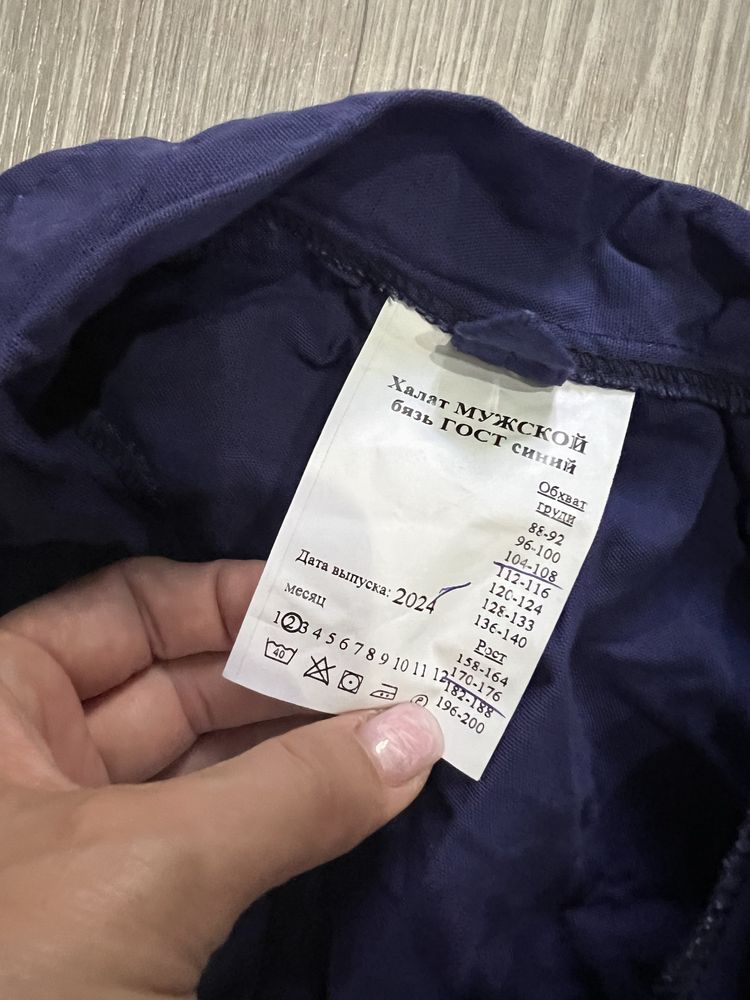 Халат МУЖСКОЙ
бязь ГОСТ синий
Обхват
груди
88-92
96-100
104-108
112-116
120-124
128-133
136-140
Рост
158-164
170-176
182-188
196-200
Дата выпуска: 2024
месяц
1 2 3 4 5 6 7 8 9 10 11 12
40
P